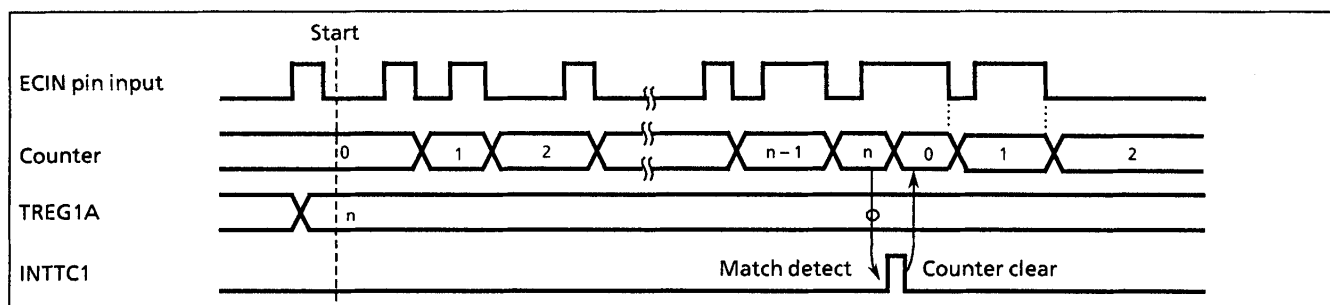 Start
ECIN pin input
Counter
0 1 2 n – 1 n 0 1 2
TREG1A
n
INTTC1
Match detect
Counter clear